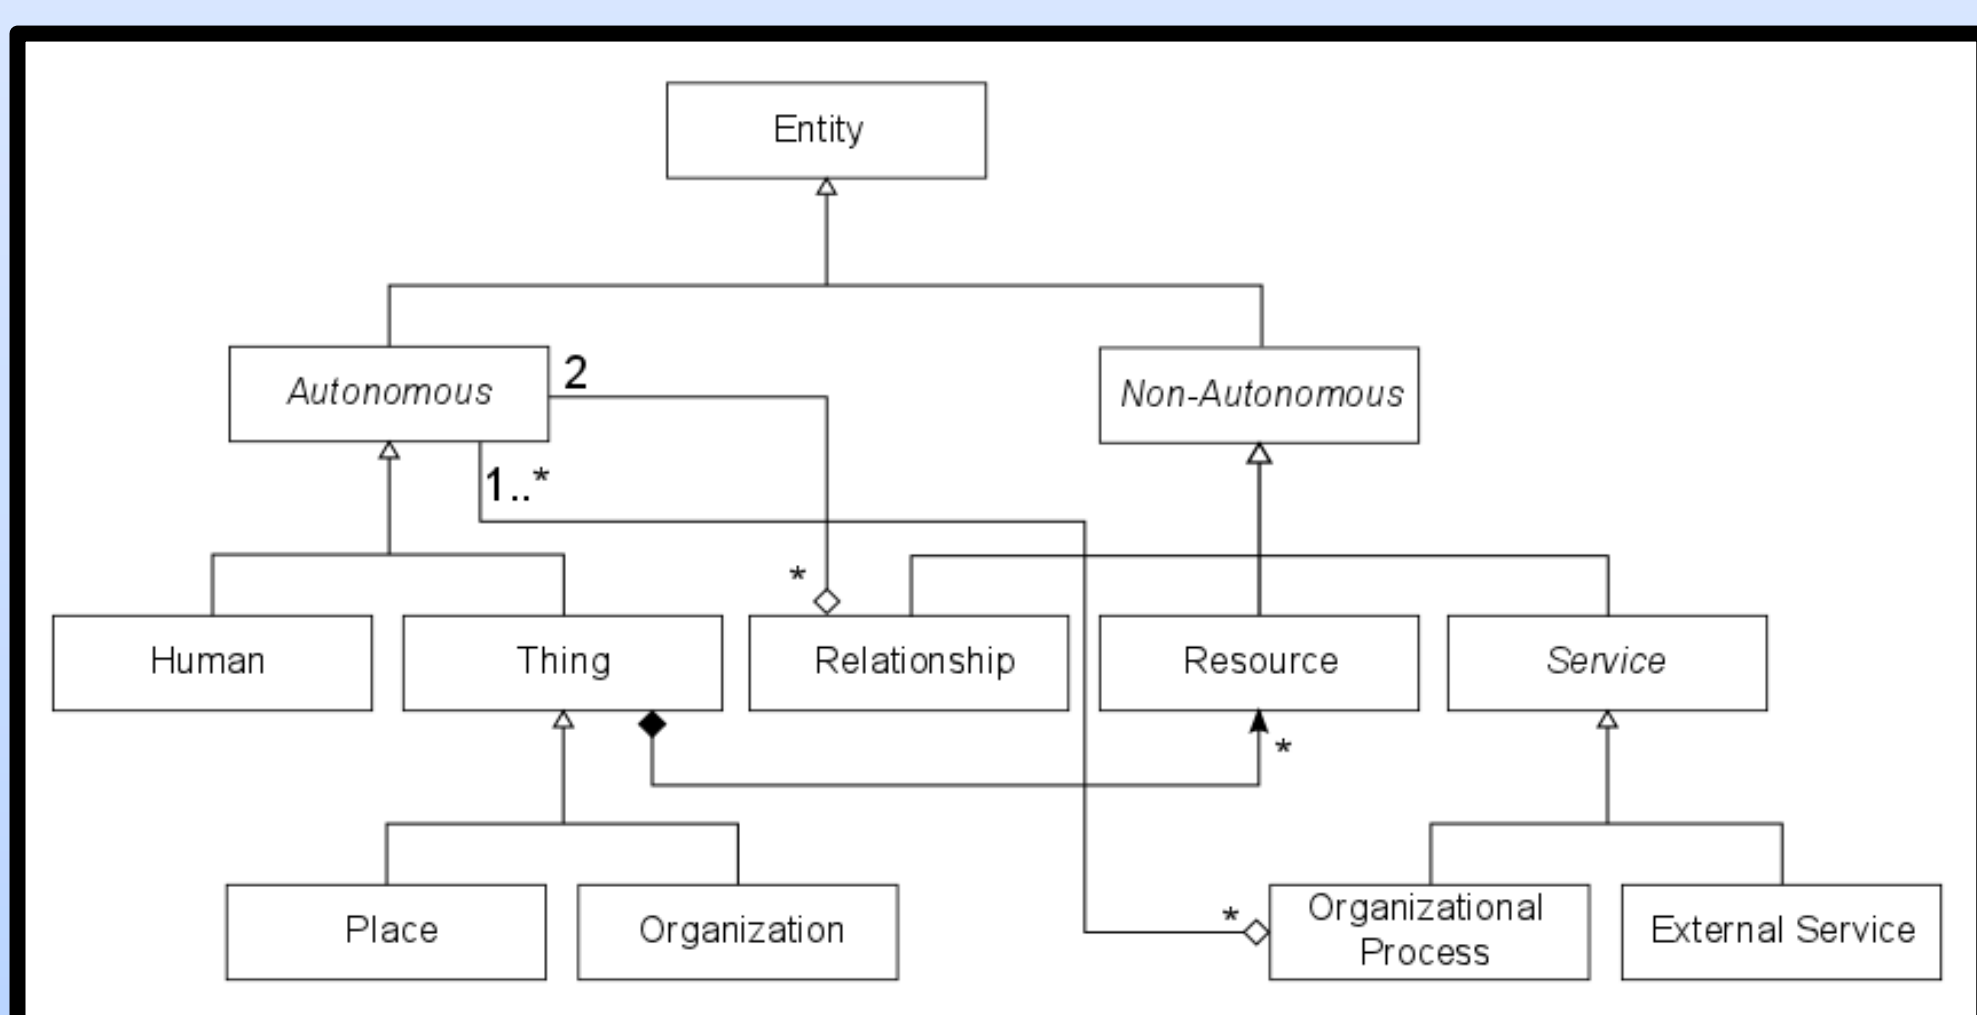 Entity
Autonomous
2
Non-Autonomous
1..*
*
Human
Thing
Relationship
Resource
Service
*
Place
Organization
*
Organizational
Process
External Service